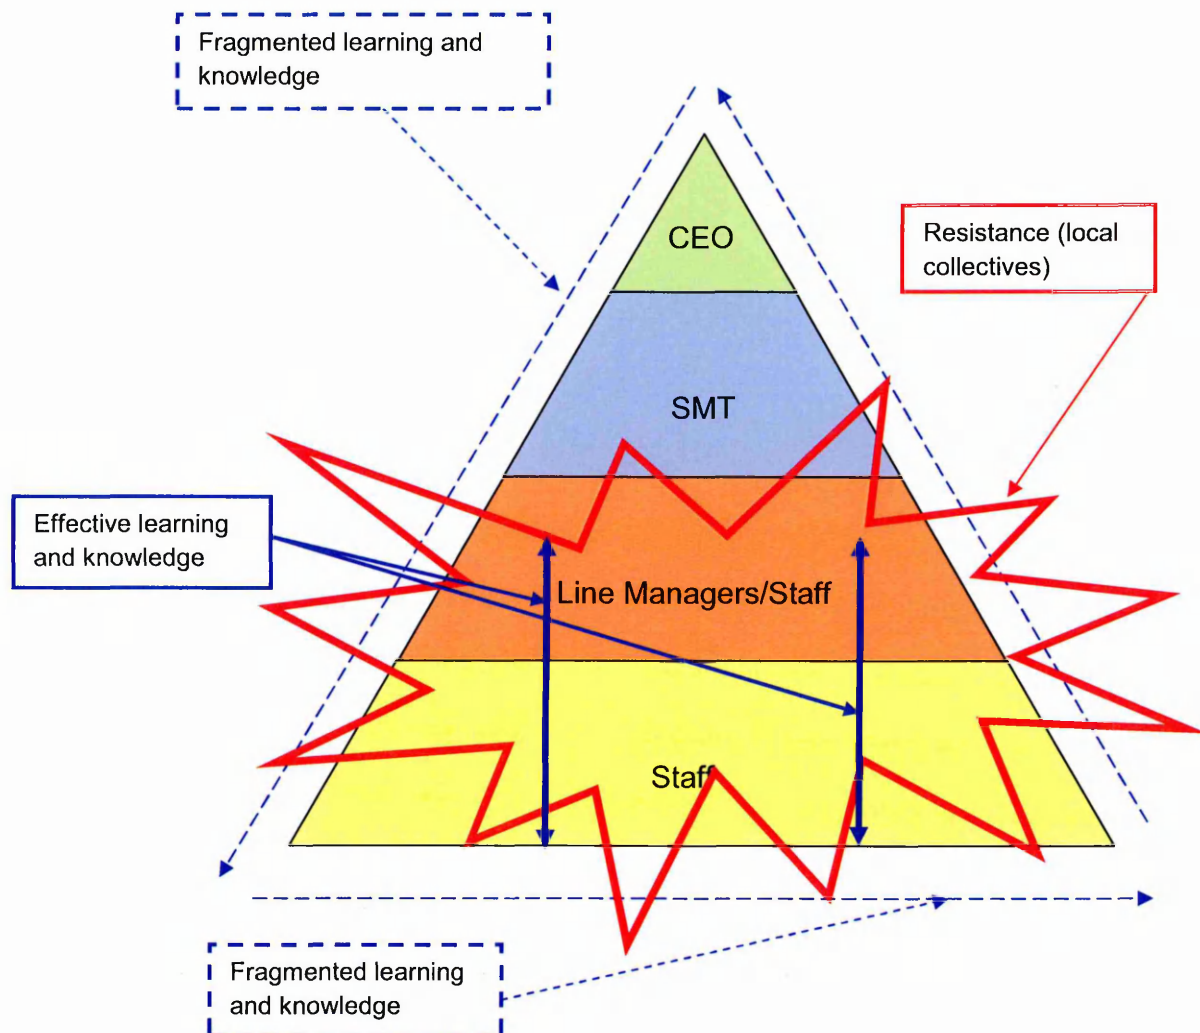 Fragmented learning and
knowledge
CEO
Resistance (local
collectives)
SMT
Effective learning
and knowledge
Line Managers/Staff
Staff
Fragmented learning
and knowledge